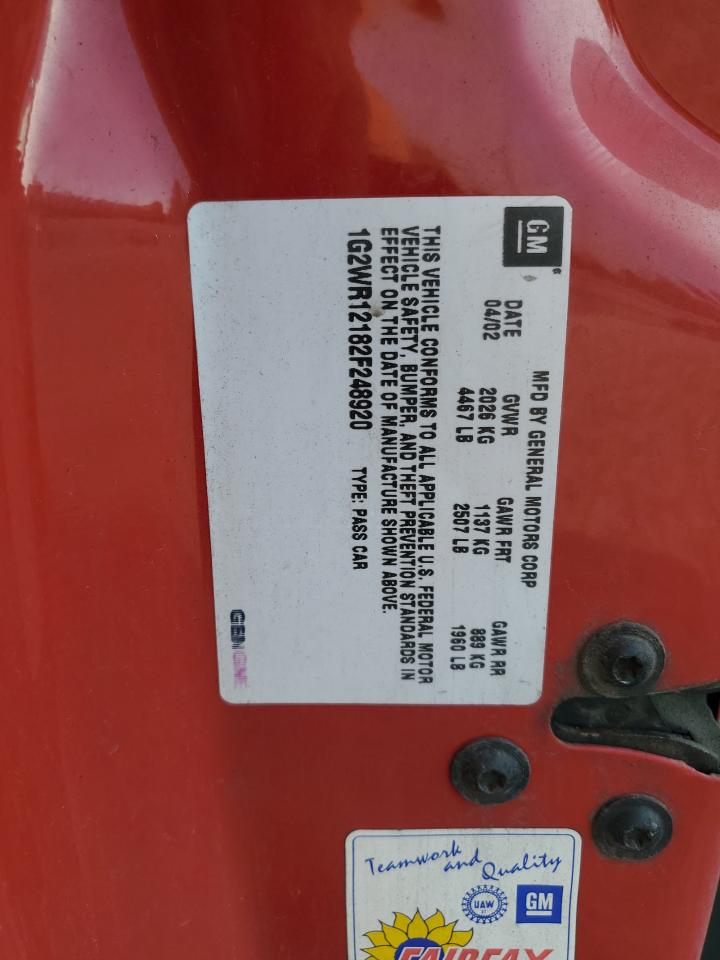 GM
MFD BY GENERAL MOTORS CORP
DATE GVWR GAWR FRT GAWR RR
04/02 2026 KG 1137 KG 889 KG
4467 LB 2507 LB 1960 LB
THIS VEHICLE CONFORMS TO ALL APPLICABLE U.S. FEDERAL MOTOR
VEHICLE SAFETY, BUMPER, AND THEFT PREVENTION STANDARDS IN
EFFECT ON THE DATE OF MANUFACTURE SHOWN ABOVE.
1G2WR12182F248920 TYPE: PASS CAR
Teamwork and Quality
UAW GM
FAIRFAX